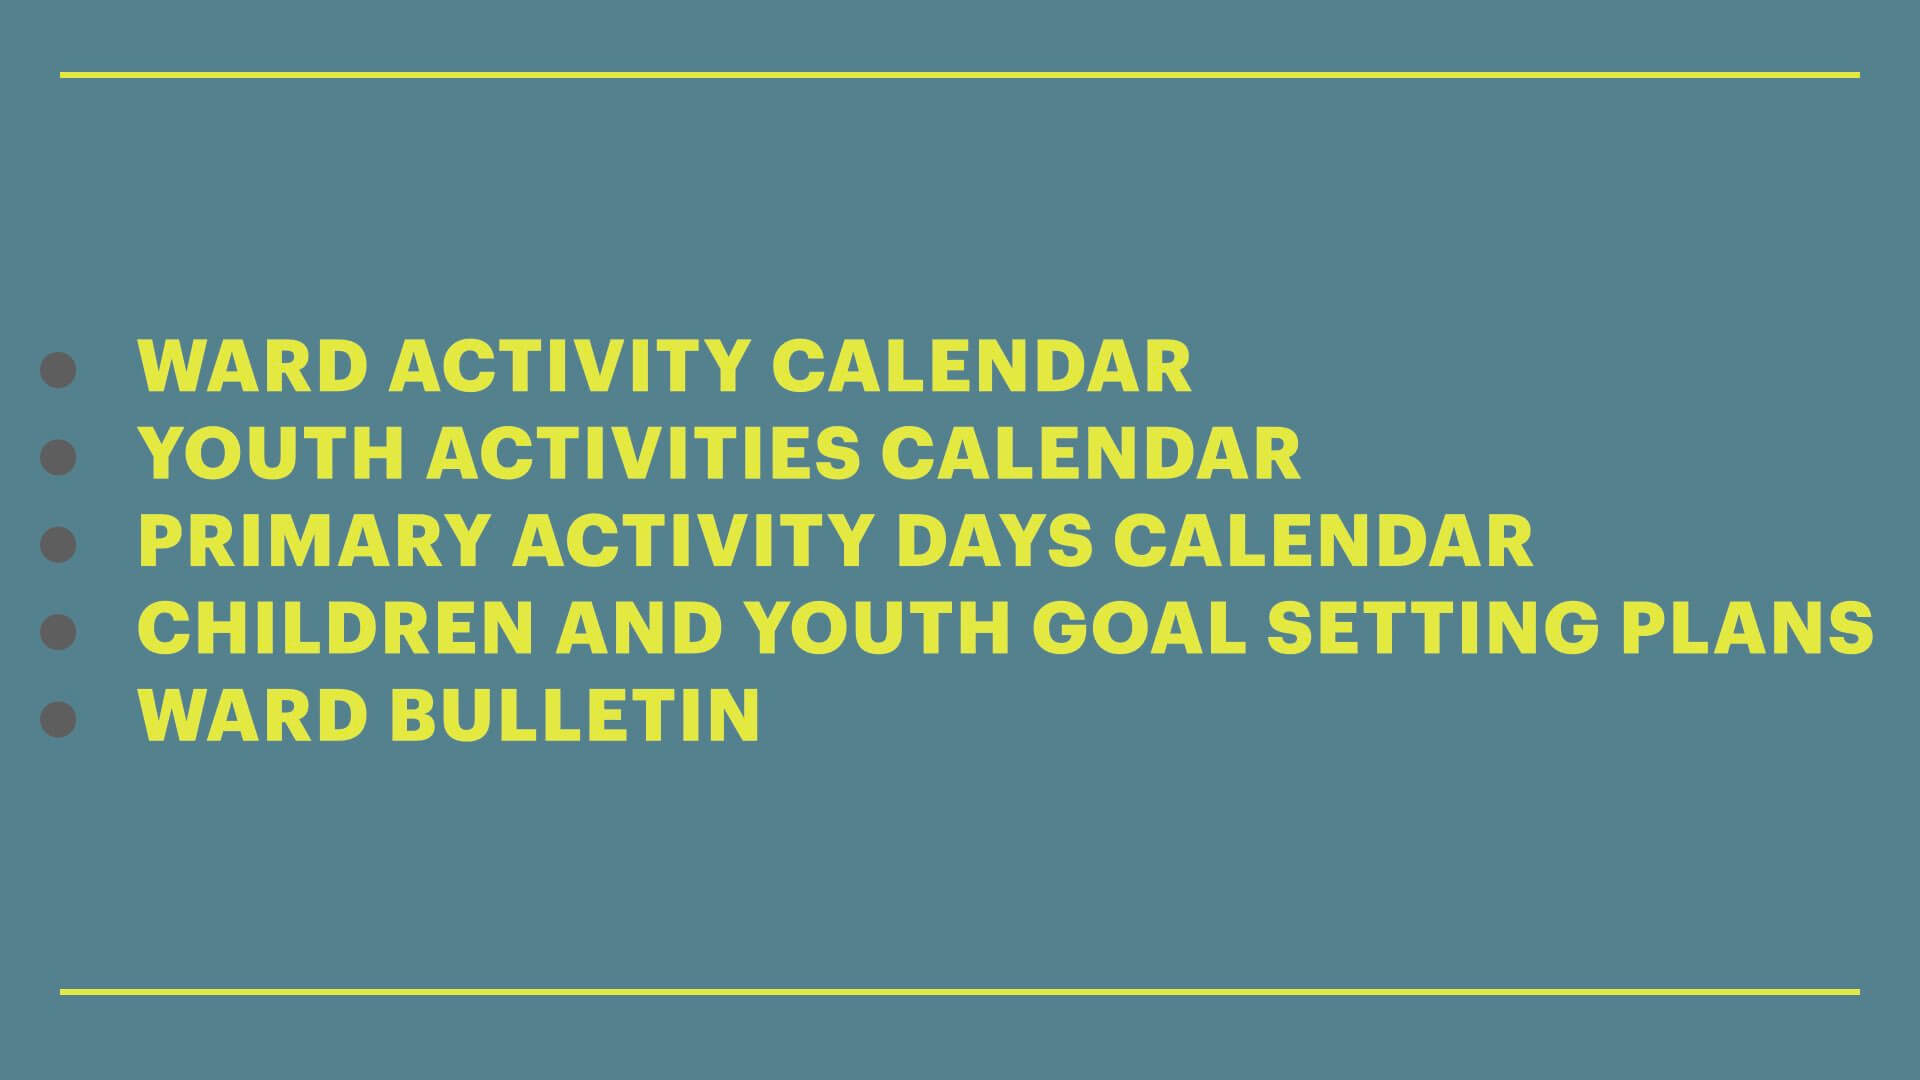 WARD ACTIVITY CALENDAR
YOUTH ACTIVITIES CALENDAR
PRIMARY ACTIVITY DAYS CALENDAR
CHILDREN AND YOUTH GOAL SETTING PLANS
WARD BULLETIN